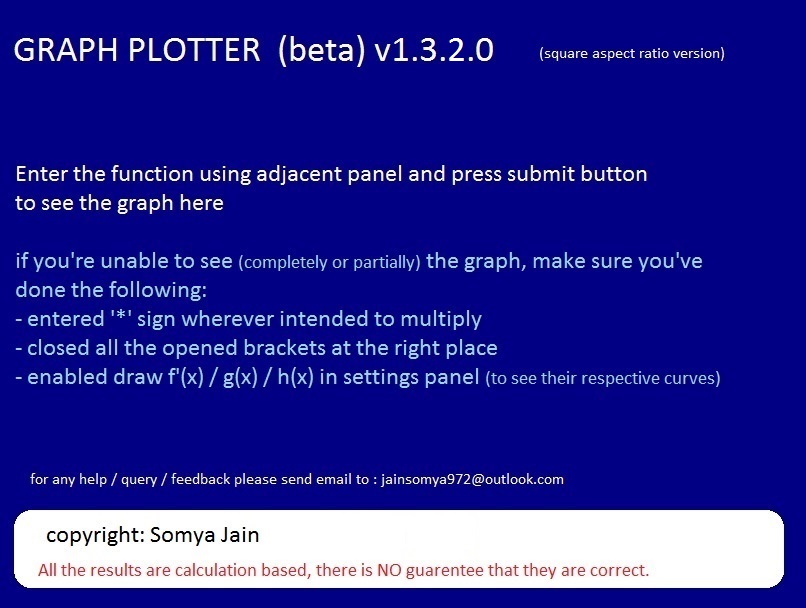 GRAPH PLOTTER (beta) v1.3.2.0 (square aspect ratio version)
Enter the function using adjacent panel and press submit button
to see the graph here
if you're unable to see (completely or partially) the graph, make sure you've
done the following:
- entered '*' sign wherever intended to multiply
- closed all the opened brackets at the right place
- enabled draw f'(x) / g(x) / h(x) in settings panel (to see their respective curves)
for any help / query / feedback please send email to : jainsomya972@outlook.com
copyright: Somya Jain
All the results are calculation based, there is NO guarentee that they are correct.